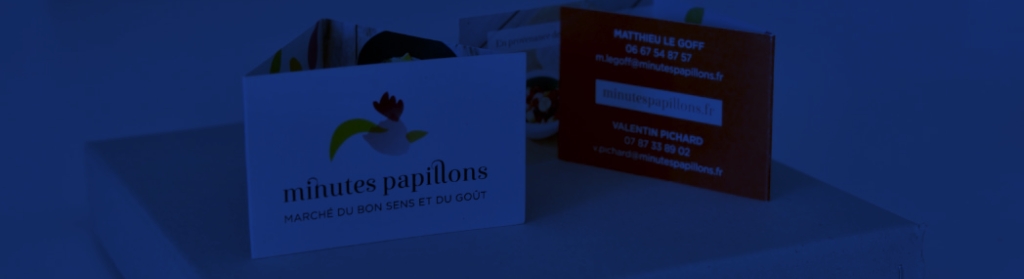 minutes papillons
MARCHÉ DU BON SENS ET DU GOÛT
MATTHIEU LE GOFF
06 67 54 87 57
m.legoff@minutespapillons.fr
minutespapillons.fr
VALENTIN PICHARD
07 87 33 89 02
v.pichard@minutespapillons.fr